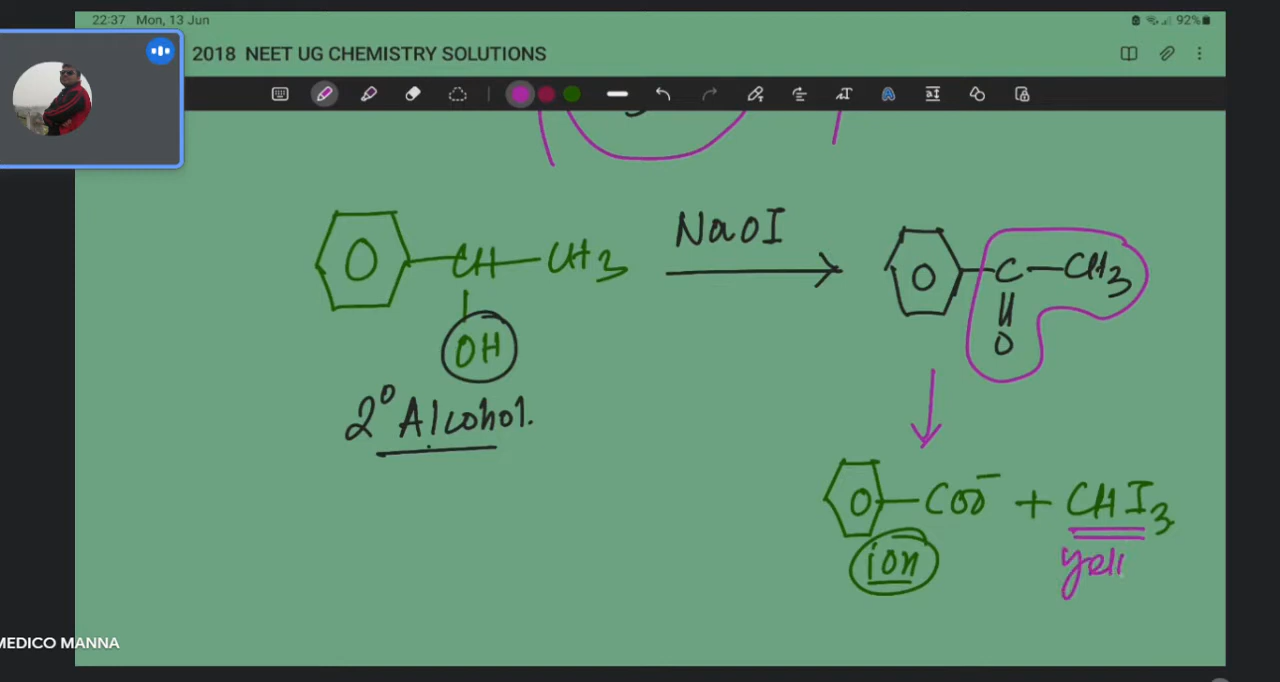 22:37 Mon, 13 Jun
92%
2018 NEET UG CHEMISTRY SOLUTIONS
NaOI
CH—CH3
C—CH3
O
O
O
OH
2° Alcohol.
O
COO⁻ + CHI3
ion
yell
MEDICO MANNA